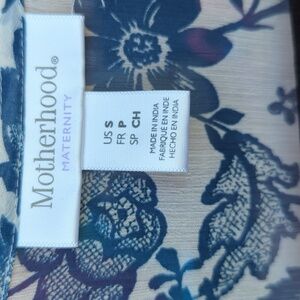 Motherhood®
MATERNITY
US S
FR P
SP CH
MADE IN INDIA
FABRIQUÉ EN INDE
HECHO EN INDIA